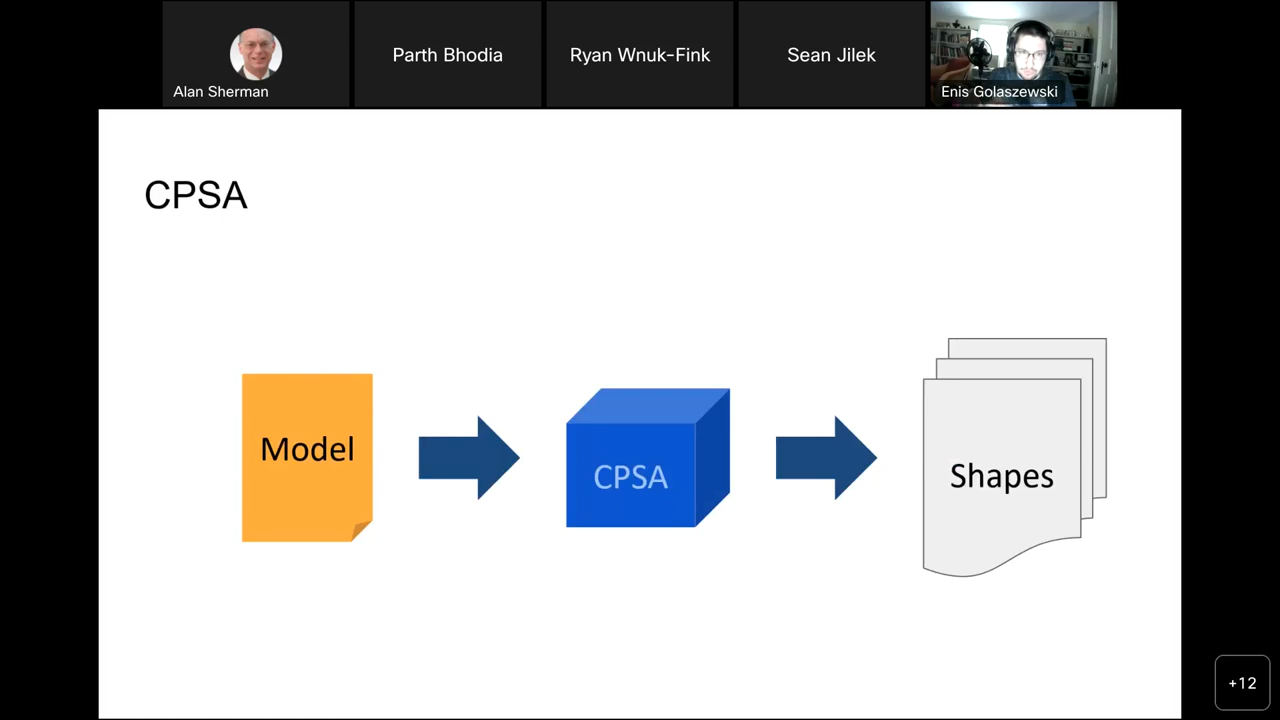 Alan Sherman
Parth Bhodia
Ryan Wnuk-Fink
Sean Jilek
Enis Golaszewski
CPSA
Model
CPSA
Shapes
+12